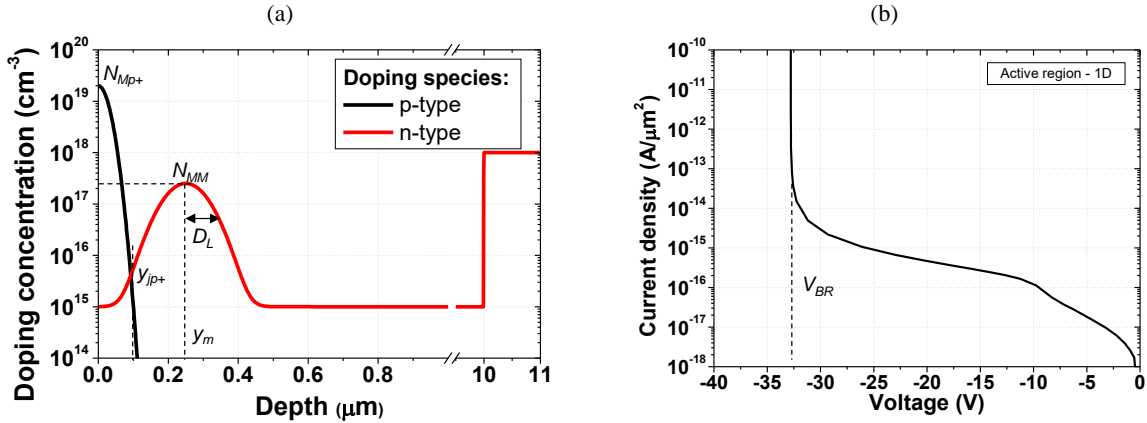 (a)
Doping concentration (cm-3)
10^20
10^19
10^18
10^17
10^16
10^15
10^14
N_Mp+
Doping species:
p-type
n-type
N_MM
D_L
y_jp+
y_m
0.0 0.2 0.4 0.6 0.8 10 11
Depth (μm)
(b)
Current density (A/μm^2)
10^-10
10^-11
10^-12
10^-13
10^-14
10^-15
10^-16
10^-17
10^-18
Active region - 1D
V_BR
-40 -35 -30 -25 -20 -15 -10 -5 0
Voltage (V)